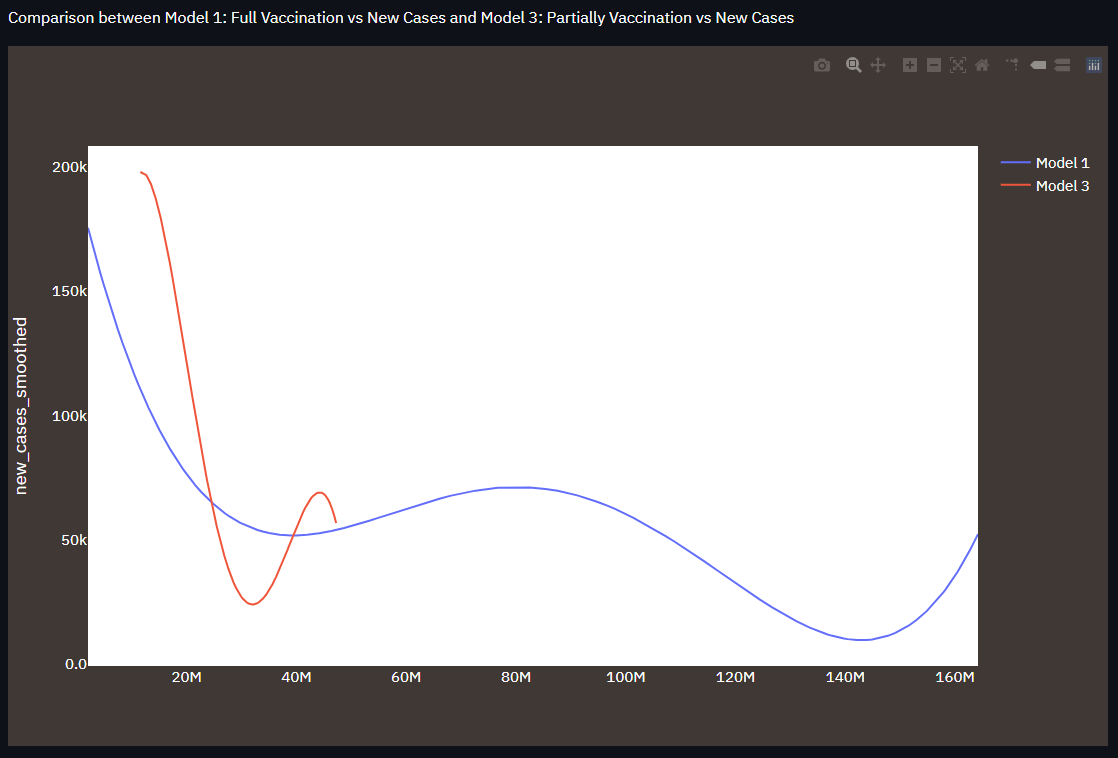 Comparison between Model 1: Full Vaccination vs New Cases and Model 3: Partially Vaccination vs New Cases
200k
150k
100k
50k
0.0
new_cases_smoothed
20M
40M
60M
80M
100M
120M
140M
160M
Model 1
Model 3